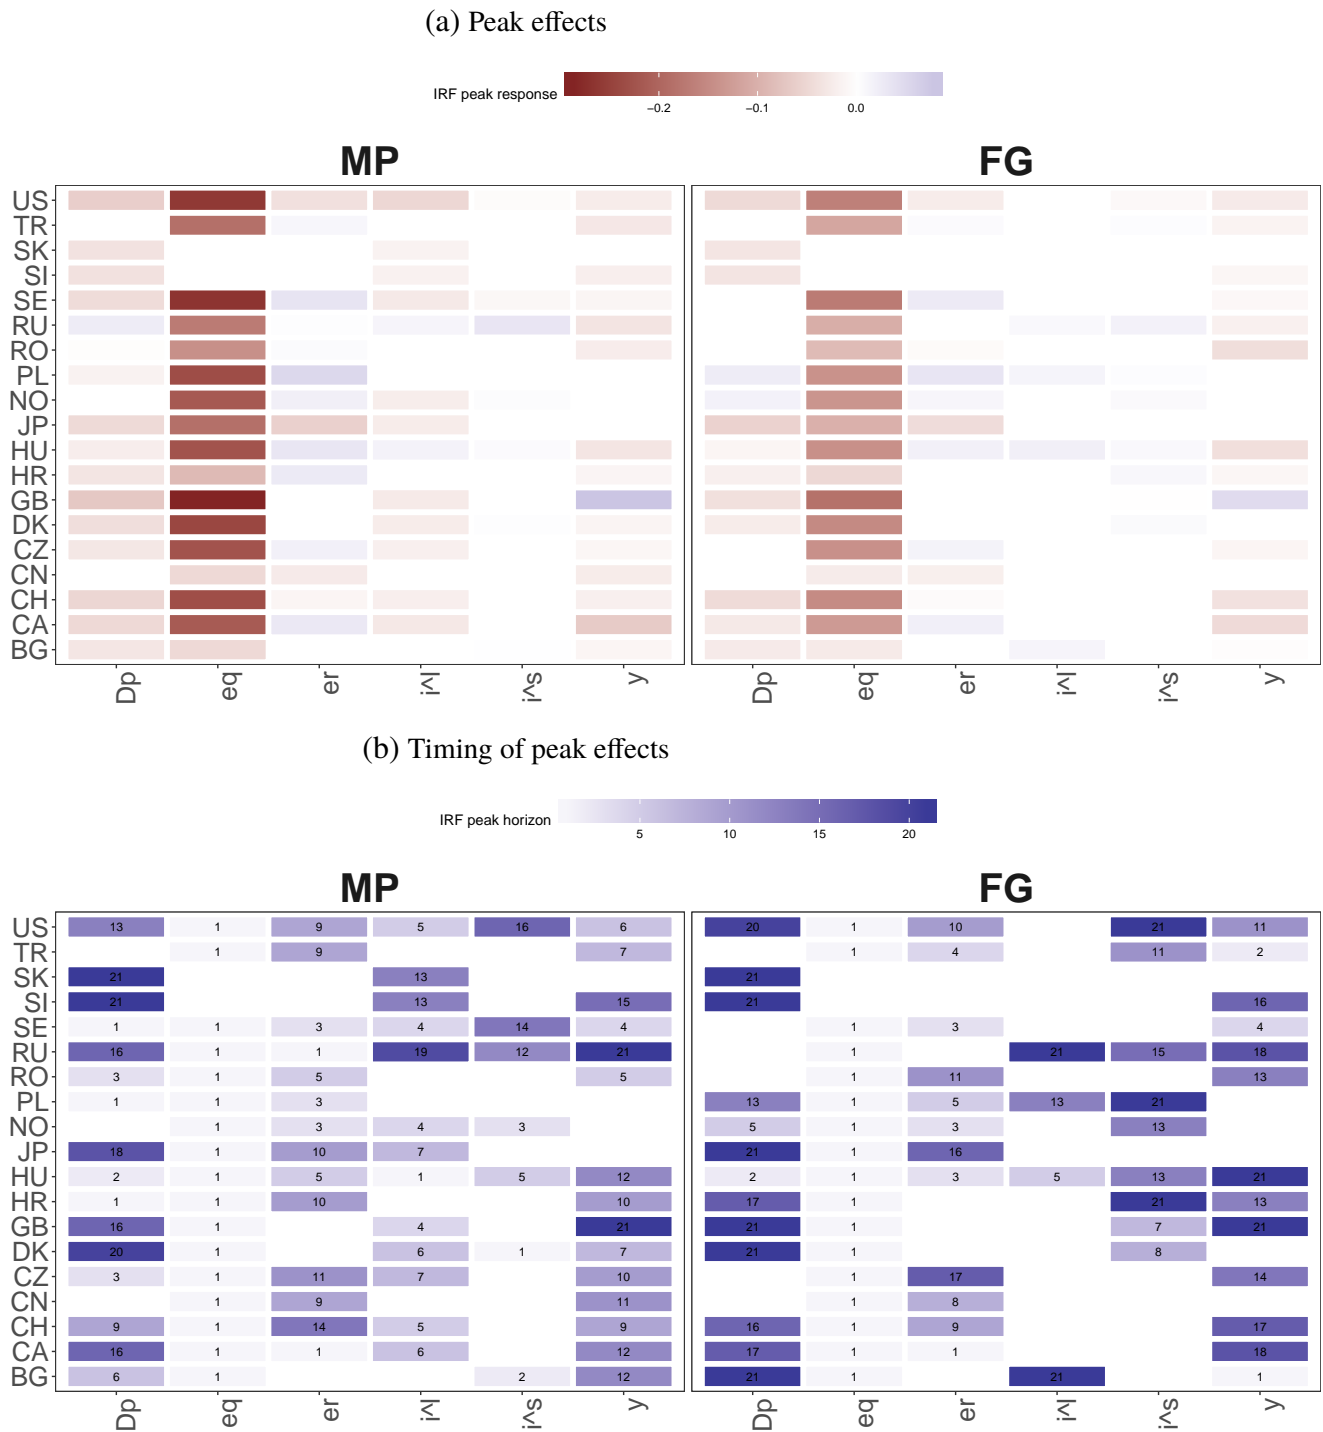 (a) Peak effects
IRF peak response
−0.2 −0.1 0.0
MP FG
US
TR
SK
SI
SE
RU
RO
PL
NO
JP
HU
HR
GB
DK
CZ
CN
CH
CA
BG
Dp eq er i^l i^s y Dp eq er i^l i^s y
(b) Timing of peak effects
IRF peak horizon
5 10 15 20
MP FG
US 13 1 9 5 16 6 20 1 10 21 11
TR 1 9 7 1 4 11 2
SK 21 13 21
SI 21 13 15 21 16
SE 1 1 3 4 14 4 1 3 4
RU 16 1 1 19 12 21 1 21 15 18
RO 3 1 5 5 1 11 13
PL 1 1 3 13 1 5 13 21
NO 1 3 4 3 5 1 3 13
JP 18 1 10 7 21 1 16
HU 2 1 5 1 5 12 2 1 3 5 13 21
HR 1 1 10 10 17 1 21 13
GB 16 1 4 21 21 1 7 21
DK 20 1 6 1 7 21 1 8
CZ 3 1 11 7 10 1 17 14
CN 1 9 11 1 8
CH 9 1 14 5 9 16 1 9 17
CA 16 1 1 6 12 17 1 1 18
BG 6 1 2 12 21 1 21 1
Dp eq er i^l i^s y Dp eq er i^l i^s y